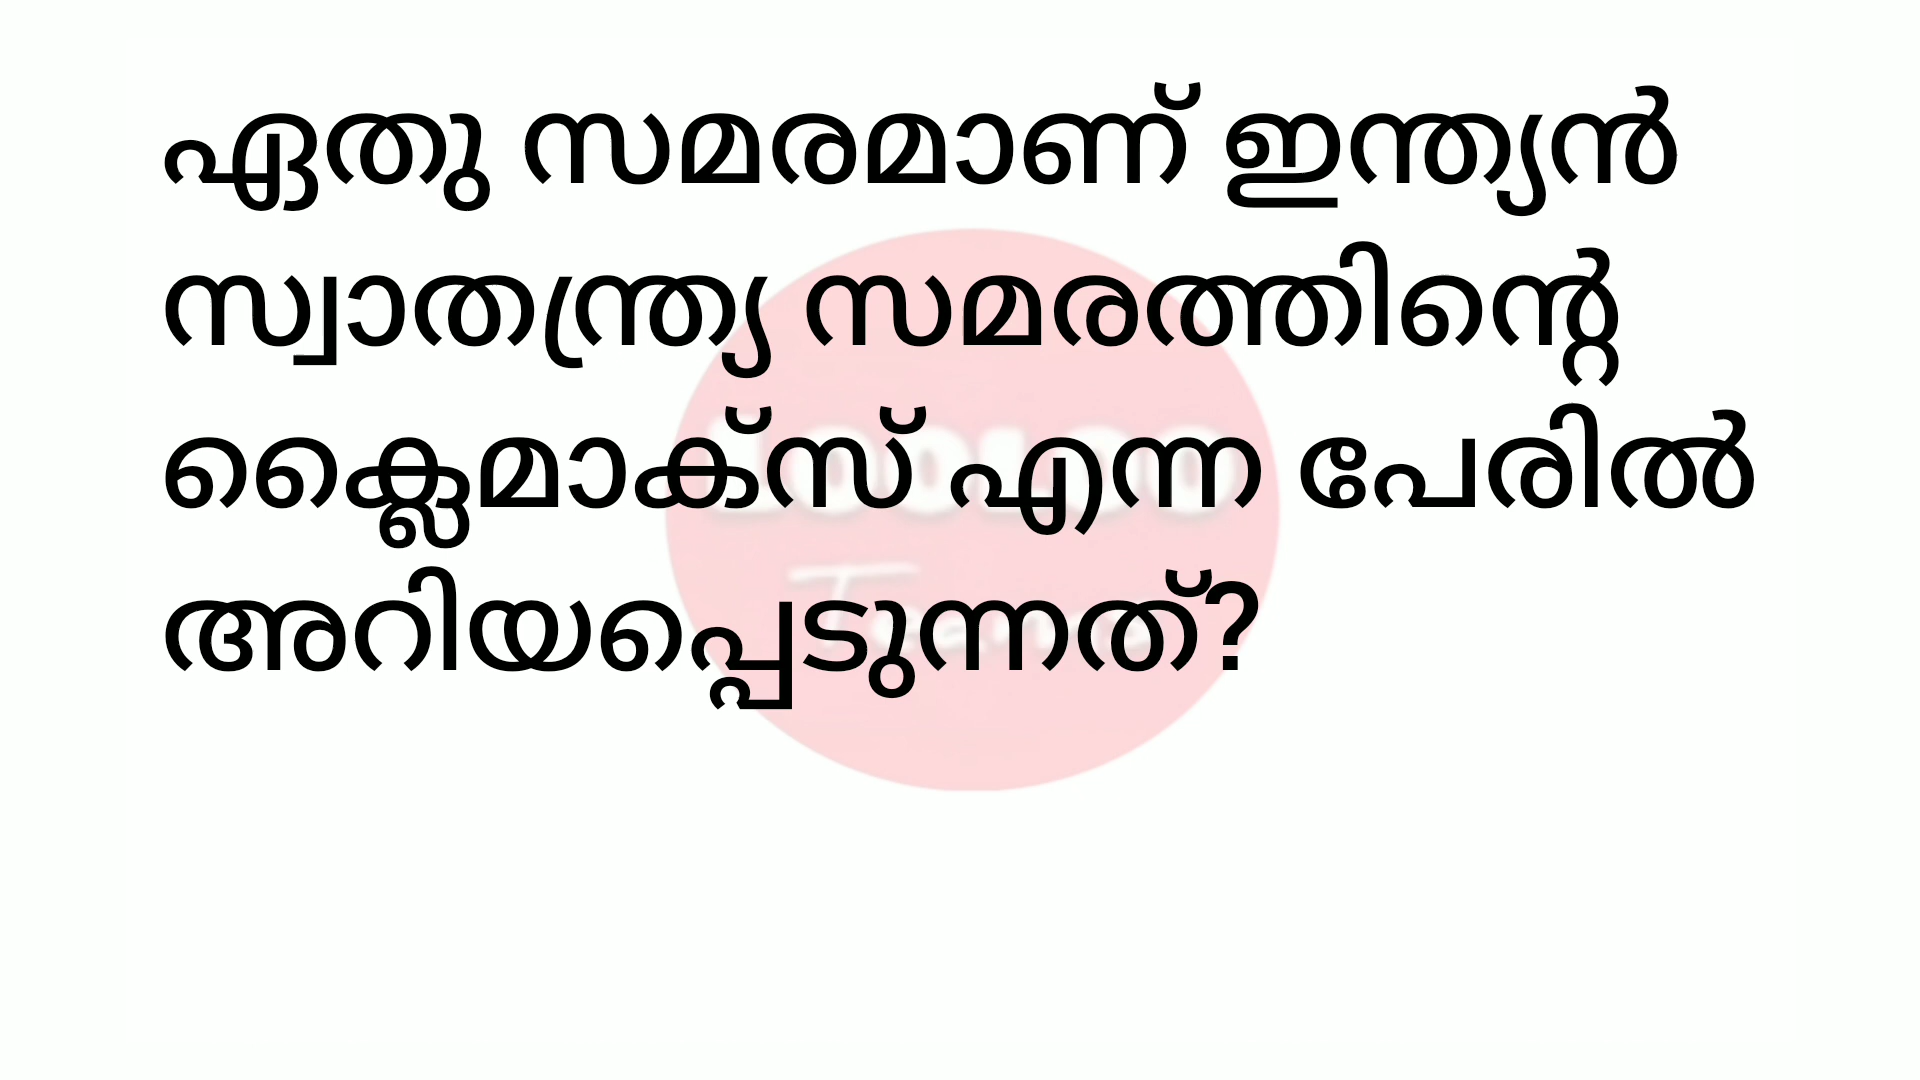 ഏതു സമരമാണ് ഇന്ത്യൻ
സ്വാതന്ത്ര്യ സമരത്തിന്റെ
ക്ലൈമാക്സ് എന്ന പേരിൽ
അറിയപ്പെടുന്നത്?